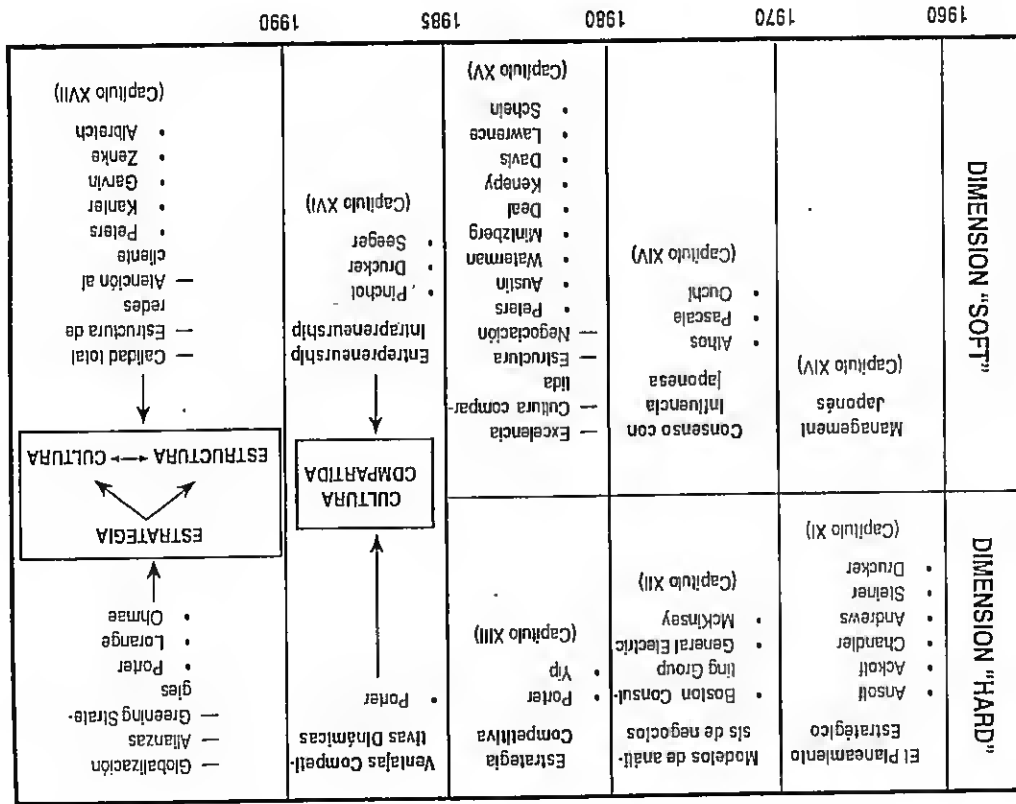 DIMENSION "HARD"
El Planeamiento
Estratégico
• Ansoff
• Ackoff
• Chandler
• Andrews
• Steiner
• Drucker
(Capítulo XI)
Modelos de análi-
sis de negocios
• Boston Consul-
ting Group
• General Electric
• McKinsey
(Capítulo XII)
Estrategia
Competitiva
• Porter
• Yip
(Capítulo XIII)
Ventajas Competi-
tivas Dinámicas
• Porter
— Globalización
— Alianzas
— Greening Strate-
gies
• Porter
• Lorange
• Ohmae
CULTURA
COMPARTIDA
ESTRATEGIA
ESTRUCTURA ↔ CULTURA
DIMENSION "SOFT"
Management
Japonés
(Capítulo XIV)
Consenso con
Influencia
japonesa
• Athos
• Pascale
• Ouchi
(Capítulo XIV)
— Excelencia
— Cultura compar-
tida
— Estructura
— Negociación
• Peters
• Austin
• Waterman
• Mintzberg
• Deal
• Kenepy
• Davis
• Lawrence
• Schein
(Capítulo XV)
Entrepreneurship
Intrapreneurship
• Pinchot
• Drucker
• Seeger
(Capítulo XVI)
— Calidad total
— Estructura de
redes
— Atención al
cliente
• Peters
• Kanter
• Garvin
• Zenke
• Albretch
(Capítulo XVII)
1960 1970 1980 1985 1990